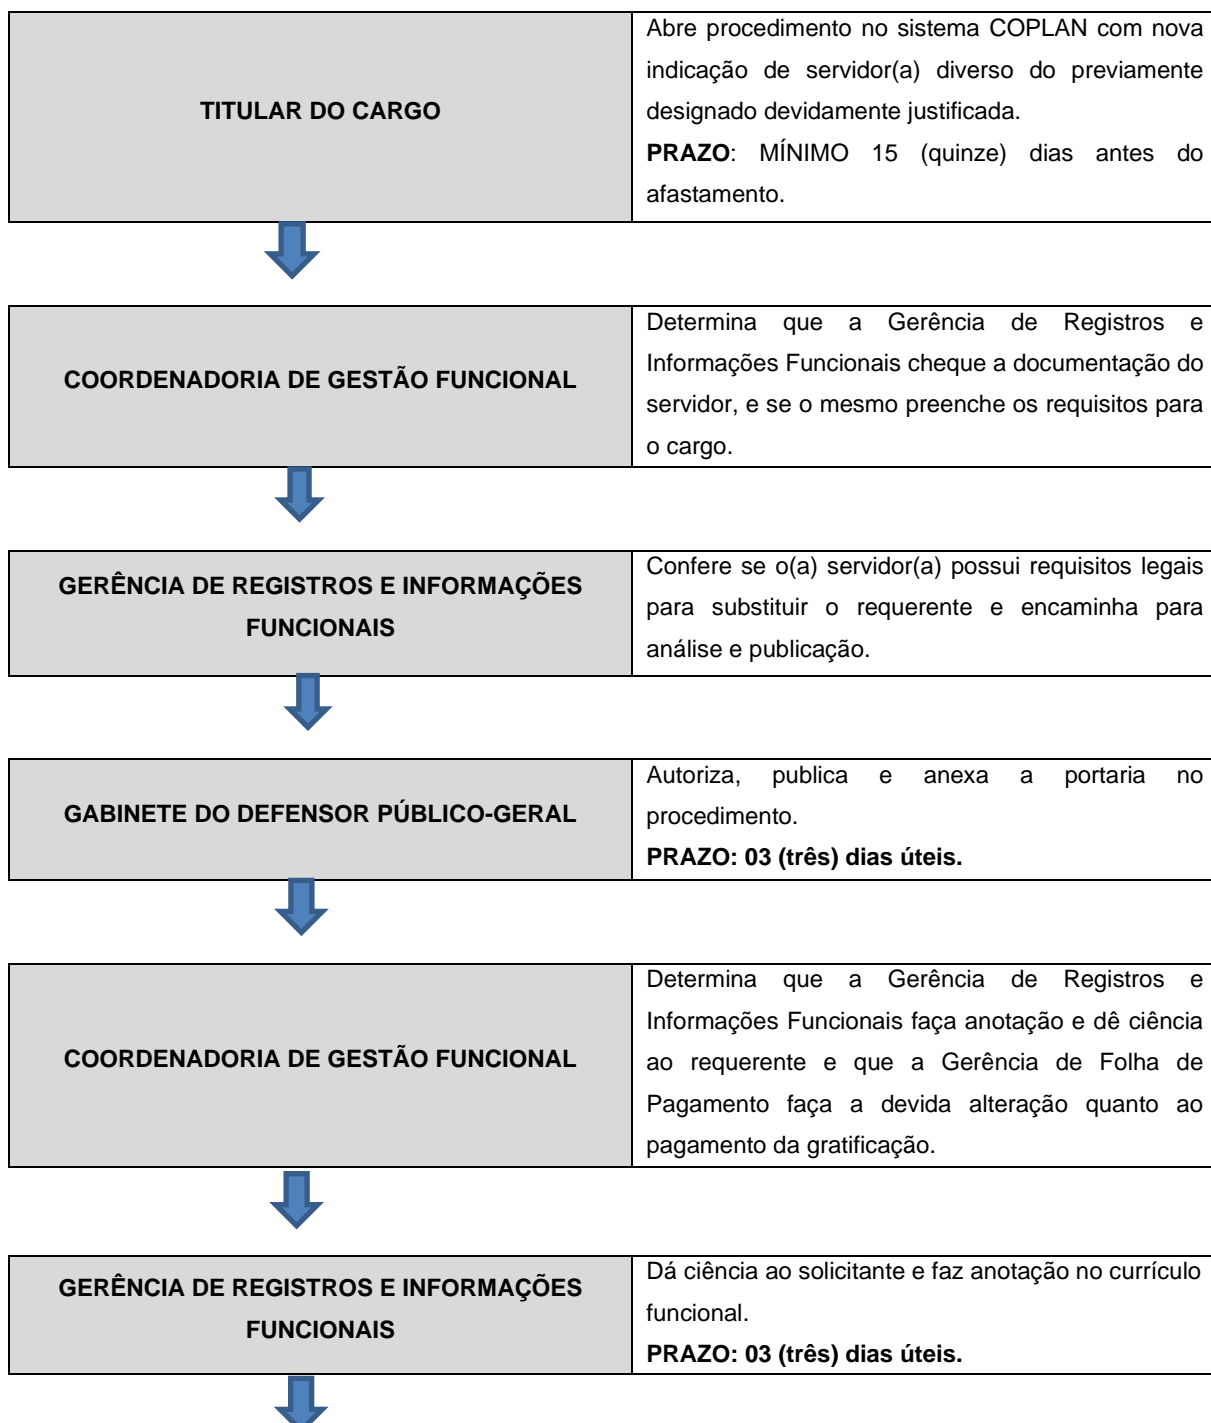 TITULAR DO CARGO
Abre procedimento no sistema COPLAN com nova
indicação de servidor(a) diverso do previamente
designado devidamente justificada.
PRAZO: MÍNIMO 15 (quinze) dias antes do
afastamento.
COORDENADORIA DE GESTÃO FUNCIONAL
Determina que a Gerência de Registros e
Informações Funcionais cheque a documentação do
servidor, e se o mesmo preenche os requisitos para
o cargo.
GERÊNCIA DE REGISTROS E INFORMAÇÕES
FUNCIONAIS
Confere se o(a) servidor(a) possui requisitos legais
para substituir o requerente e encaminha para
análise e publicação.
GABINETE DO DEFENSOR PÚBLICO-GERAL
Autoriza, publica e anexa a portaria no
procedimento.
PRAZO: 03 (três) dias úteis.
COORDENADORIA DE GESTÃO FUNCIONAL
Determina que a Gerência de Registros e
Informações Funcionais faça anotação e dê ciência
ao requerente e que a Gerência de Folha de
Pagamento faça a devida alteração quanto ao
pagamento da gratificação.
GERÊNCIA DE REGISTROS E INFORMAÇÕES
FUNCIONAIS
Dá ciência ao solicitante e faz anotação no currículo
funcional.
PRAZO: 03 (três) dias úteis.